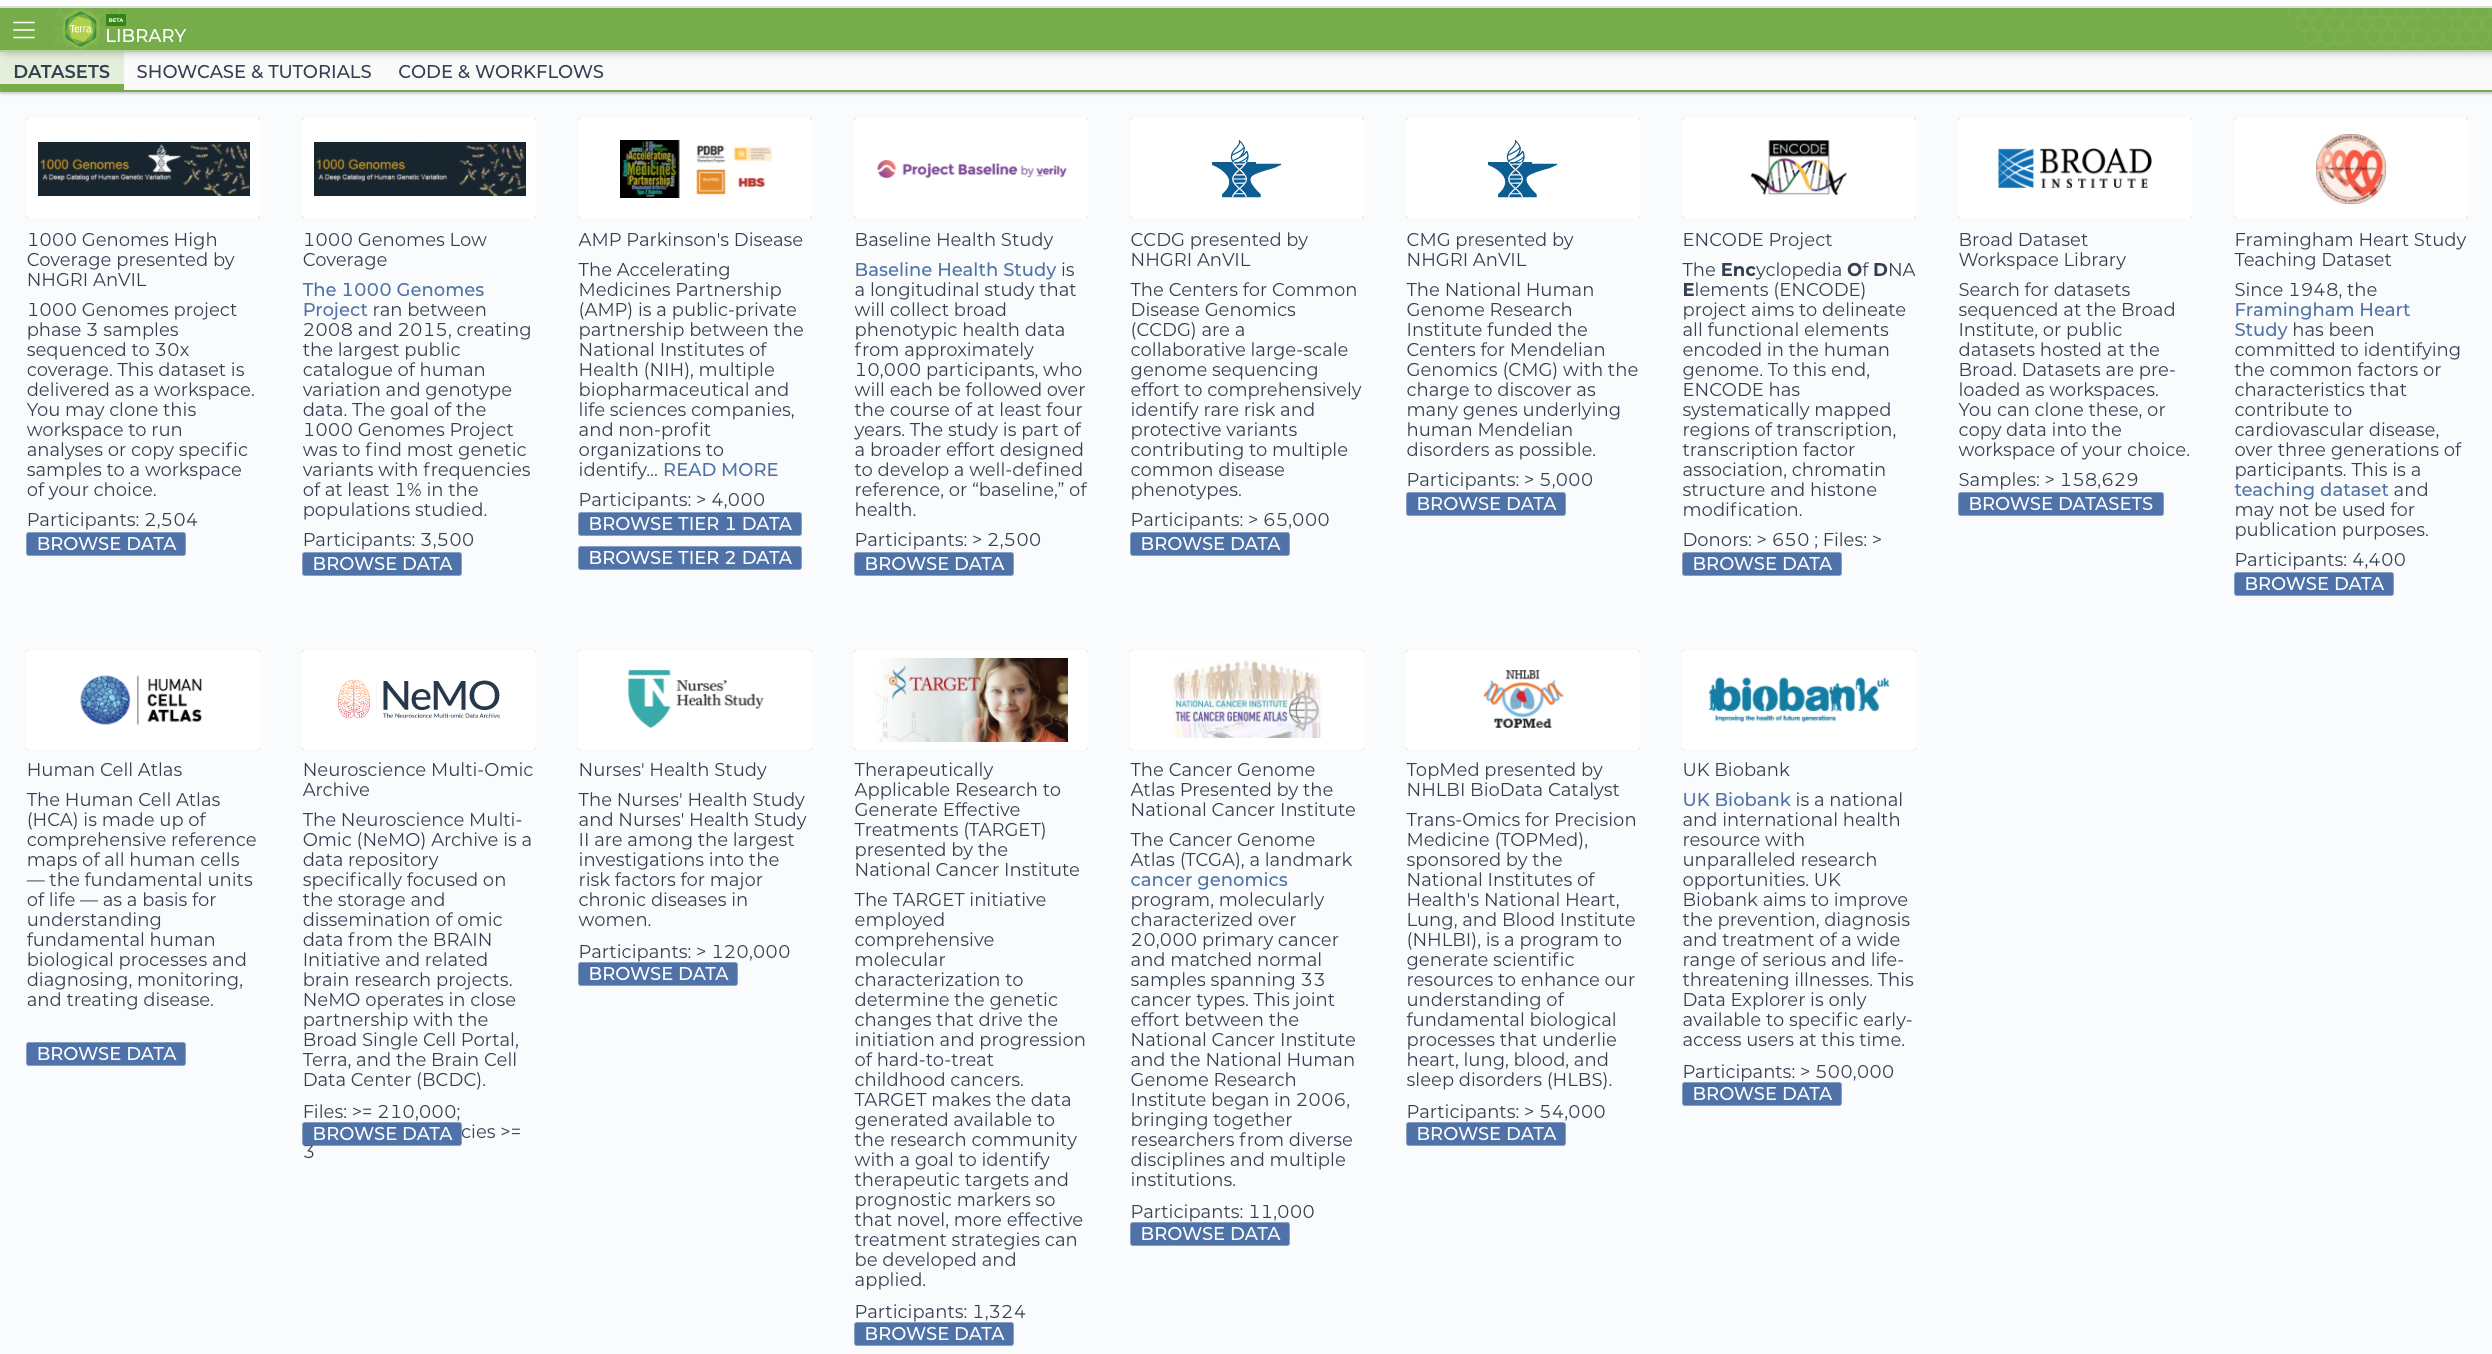 Terra
BETA
LIBRARY
DATASETS
SHOWCASE & TUTORIALS
CODE & WORKFLOWS
1000 Genomes
A Deep Catalog of Human Genetic Variation
1000 Genomes High
Coverage presented by
NHGRI AnVIL
1000 Genomes project
phase 3 samples
sequenced to 30x
coverage. This dataset is
delivered as a workspace.
You may clone this
workspace to run
analyses or copy specific
samples to a workspace
of your choice.
Participants: 2,504
BROWSE DATA
1000 Genomes
A Deep Catalog of Human Genetic Variation
1000 Genomes Low
Coverage
The 1000 Genomes
Project ran between
2008 and 2015, creating
the largest public
catalogue of human
variation and genotype
data. The goal of the
1000 Genomes Project
was to find most genetic
variants with frequencies
of at least 1% in the
populations studied.
Participants: 3,500
BROWSE DATA
Accelerating
Medicines
Partnership
PDBP
HBS
AMP Parkinson's Disease
The Accelerating
Medicines Partnership
(AMP) is a public-private
partnership between the
National Institutes of
Health (NIH), multiple
biopharmaceutical and
life sciences companies,
and non-profit
organizations to
identify... READ MORE
Participants: > 4,000
BROWSE TIER 1 DATA
BROWSE TIER 2 DATA
Project Baseline by verily
Baseline Health Study
Baseline Health Study is
a longitudinal study that
will collect broad
phenotypic health data
from approximately
10,000 participants, who
will each be followed over
the course of at least four
years. The study is part of
a broader effort designed
to develop a well-defined
reference, or “baseline,” of
health.
Participants: > 2,500
BROWSE DATA
CCDG presented by
NHGRI AnVIL
The Centers for Common
Disease Genomics
(CCDG) are a
collaborative large-scale
genome sequencing
effort to comprehensively
identify rare risk and
protective variants
contributing to multiple
common disease
phenotypes.
Participants: > 65,000
BROWSE DATA
CMG presented by
NHGRI AnVIL
The National Human
Genome Research
Institute funded the
Centers for Mendelian
Genomics (CMG) with the
charge to discover as
many genes underlying
human Mendelian
disorders as possible.
Participants: > 5,000
BROWSE DATA
ENCODE
ENCODE Project
The Encyclopedia Of DNA
Elements (ENCODE)
project aims to delineate
all functional elements
encoded in the human
genome. To this end,
ENCODE has
systematically mapped
regions of transcription,
transcription factor
association, chromatin
structure and histone
modification.
Donors: > 650 ; Files: >
BROWSE DATA
BROAD
INSTITUTE
Broad Dataset
Workspace Library
Search for datasets
sequenced at the Broad
Institute, or public
datasets hosted at the
Broad. Datasets are pre-
loaded as workspaces.
You can clone these, or
copy data into the
workspace of your choice.
Samples: > 158,629
BROWSE DATASETS
Framingham Heart Study
Teaching Dataset
Since 1948, the
Framingham Heart
Study has been
committed to identifying
the common factors or
characteristics that
contribute to
cardiovascular disease,
over three generations of
participants. This is a
teaching dataset and
may not be used for
publication purposes.
Participants: 4,400
BROWSE DATA
HUMAN
CELL
ATLAS
Human Cell Atlas
The Human Cell Atlas
(HCA) is made up of
comprehensive reference
maps of all human cells
— the fundamental units
of life — as a basis for
understanding
fundamental human
biological processes and
diagnosing, monitoring,
and treating disease.
BROWSE DATA
NeMO
The Neuroscience Multi-omic Data Archive
Neuroscience Multi-Omic
Archive
The Neuroscience Multi-
Omic (NeMO) Archive is a
data repository
specifically focused on
the storage and
dissemination of omic
data from the BRAIN
Initiative and related
brain research projects.
NeMO operates in close
partnership with the
Broad Single Cell Portal,
Terra, and the Brain Cell
Data Center (BCDC).
Files: >= 210,000;
BROWSE DATA cies >=
3
Nurses'
Health Study
Nurses' Health Study
The Nurses' Health Study
and Nurses' Health Study
II are among the largest
investigations into the
risk factors for major
chronic diseases in
women.
Participants: > 120,000
BROWSE DATA
TARGET
Therapeutically
Applicable Research to
Generate Effective
Treatments (TARGET)
presented by the
National Cancer Institute
The TARGET initiative
employed
comprehensive
molecular
characterization to
determine the genetic
changes that drive the
initiation and progression
of hard-to-treat
childhood cancers.
TARGET makes the data
generated available to
the research community
with a goal to identify
therapeutic targets and
prognostic markers so
that novel, more effective
treatment strategies can
be developed and
applied.
Participants: 1,324
BROWSE DATA
NATIONAL CANCER INSTITUTE
THE CANCER GENOME ATLAS
The Cancer Genome
Atlas Presented by the
National Cancer Institute
The Cancer Genome
Atlas (TCGA), a landmark
cancer genomics
program, molecularly
characterized over
20,000 primary cancer
and matched normal
samples spanning 33
cancer types. This joint
effort between the
National Cancer Institute
and the National Human
Genome Research
Institute began in 2006,
bringing together
researchers from diverse
disciplines and multiple
institutions.
Participants: 11,000
BROWSE DATA
NHLBI
TOPMed
TopMed presented by
NHLBI BioData Catalyst
Trans-Omics for Precision
Medicine (TOPMed),
sponsored by the
National Institutes of
Health's National Heart,
Lung, and Blood Institute
(NHLBI), is a program to
generate scientific
resources to enhance our
understanding of
fundamental biological
processes that underlie
heart, lung, blood, and
sleep disorders (HLBS).
Participants: > 54,000
BROWSE DATA
biobank uk
Improving the health of future generations
UK Biobank
UK Biobank is a national
and international health
resource with
unparalleled research
opportunities. UK
Biobank aims to improve
the prevention, diagnosis
and treatment of a wide
range of serious and life-
threatening illnesses. This
Data Explorer is only
available to specific early-
access users at this time.
Participants: > 500,000
BROWSE DATA